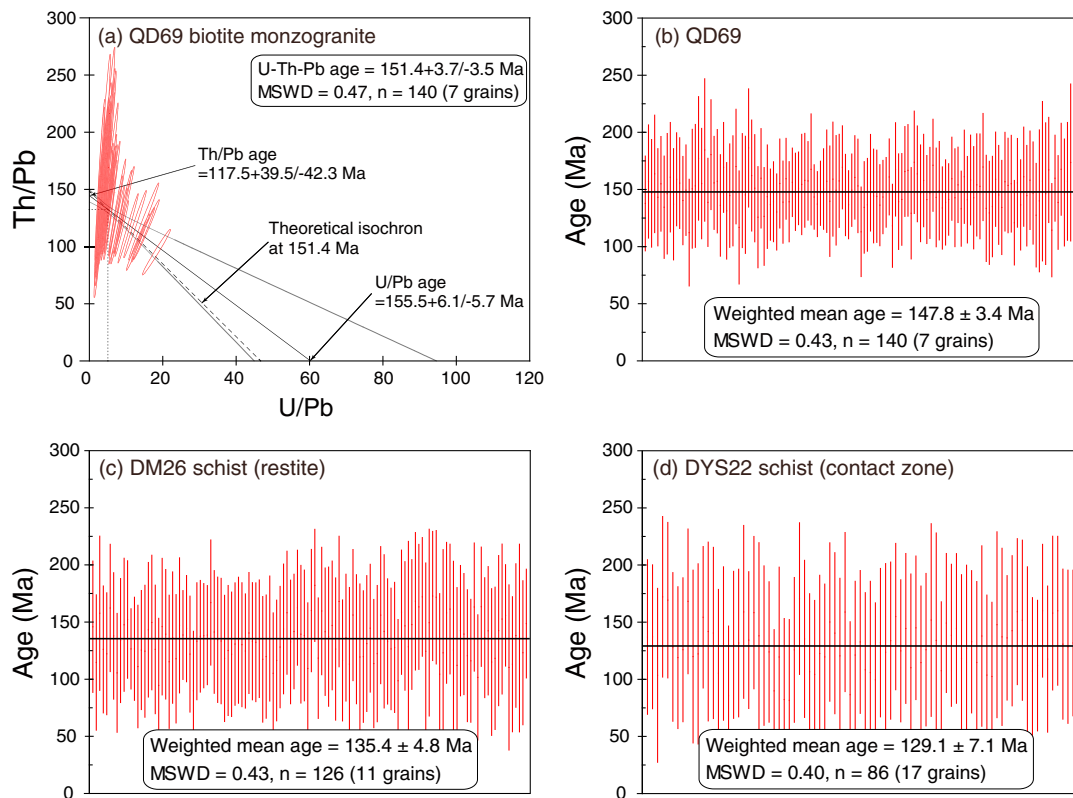 (a) QD69 biotite monzogranite
U-Th-Pb age = 151.4+3.7/-3.5 Ma
MSWD = 0.47, n = 140 (7 grains)
Th/Pb age
=117.5+39.5/-42.3 Ma
Theoretical isochron
at 151.4 Ma
U/Pb age
=155.5+6.1/-5.7 Ma
Th/Pb
300
250
200
150
100
50
0
0 20 40 60 80 100 120
U/Pb
(b) QD69
Age (Ma)
300
250
200
150
100
50
0
Weighted mean age = 147.8 ± 3.4 Ma
MSWD = 0.43, n = 140 (7 grains)
(c) DM26 schist (restite)
Age (Ma)
300
250
200
150
100
50
0
Weighted mean age = 135.4 ± 4.8 Ma
MSWD = 0.43, n = 126 (11 grains)
(d) DYS22 schist (contact zone)
Age (Ma)
300
250
200
150
100
50
0
Weighted mean age = 129.1 ± 7.1 Ma
MSWD = 0.40, n = 86 (17 grains)